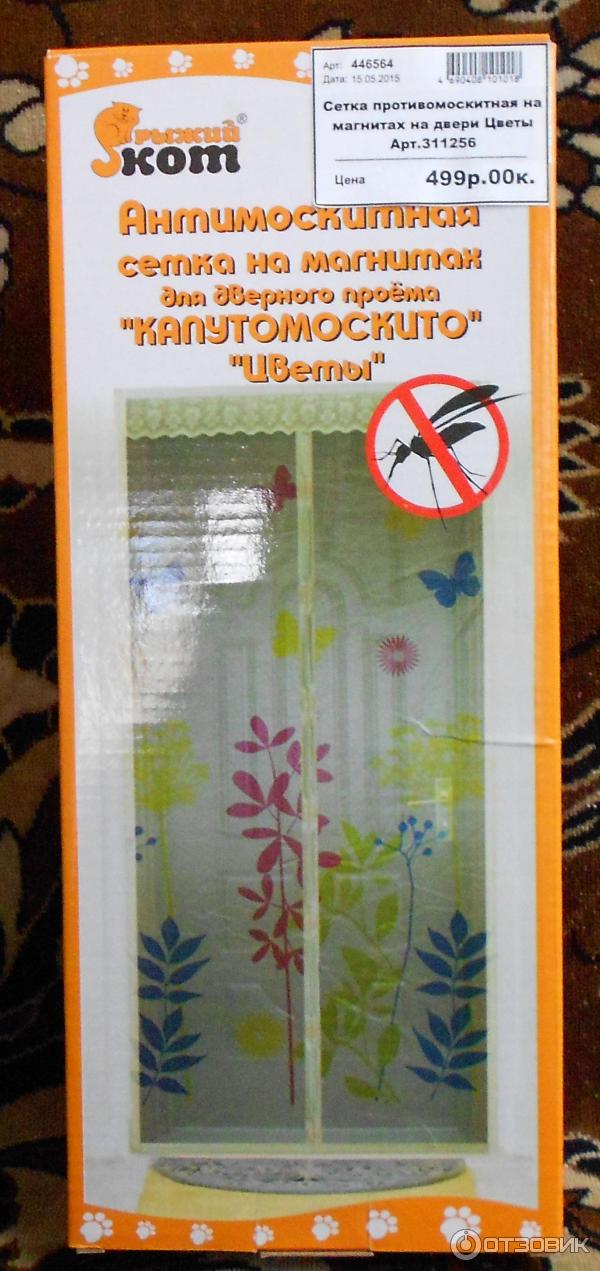 Арт: 446564
Дата: 15.05.2015
4 690408 101018
Сетка противомоскитная на
магнитах на двери Цветы
Арт.311256
Цена 499р.00к.
рыжий®
кот
Антимоскитная
сетка на магнитах
для дверного проёма
"КАПУТОМОСКИТО"
"Цветы"
ОТЗОВИК